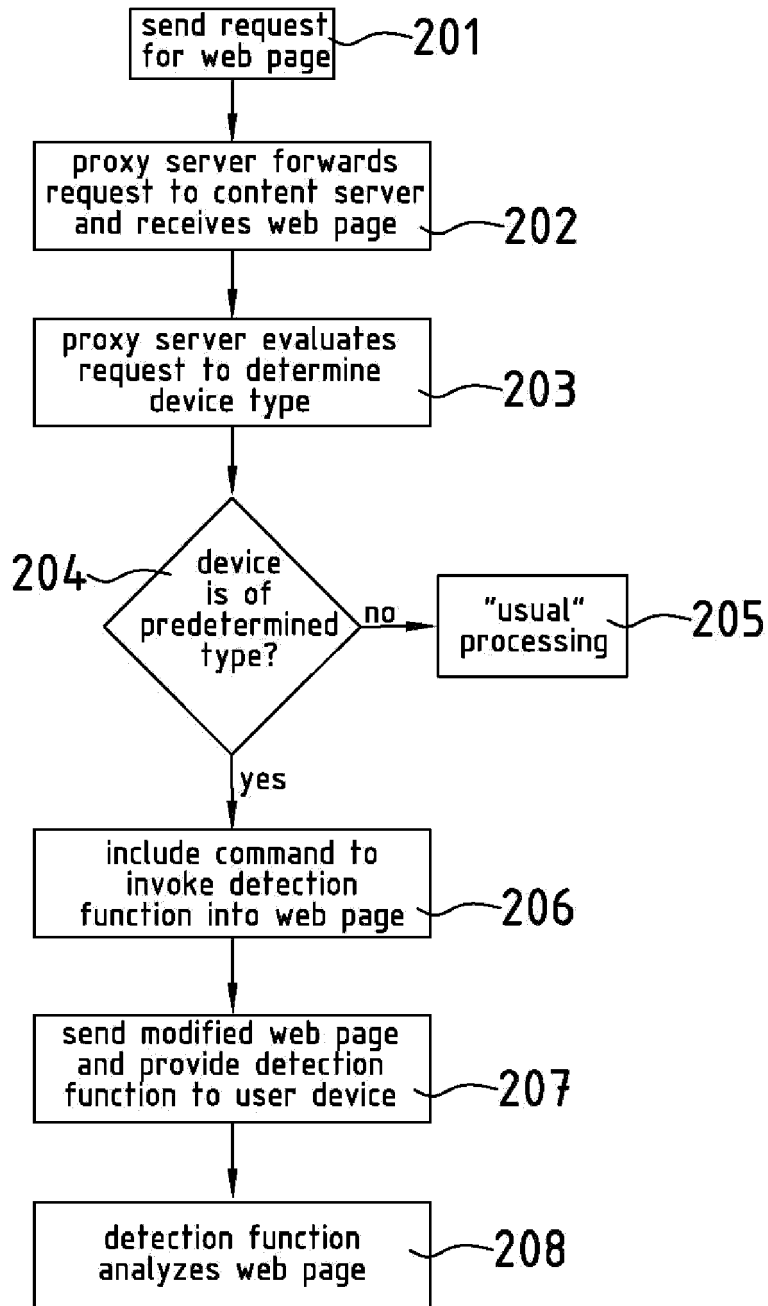 send request
for web page
201
proxy server forwards
request to content server
and receives web page
202
proxy server evaluates
request to determine
device type
203
204
device
is of
predetermined
type?
no
"usual"
processing
205
yes
include command to
invoke detection
function into web page
206
send modified web page
and provide detection
function to user device
207
detection function
analyzes web page
208